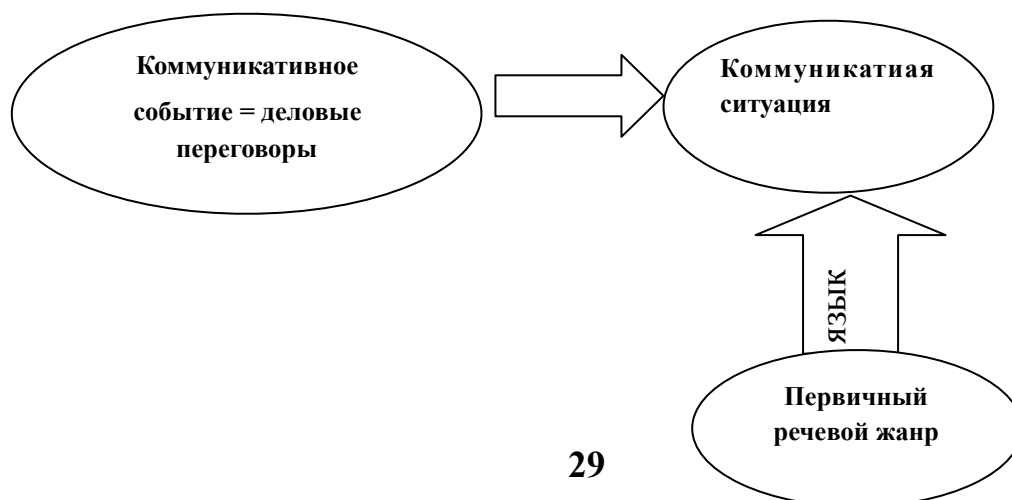 Коммуникативное
событие = деловые
переговоры
Коммуникатиая
ситуация
ЯЗЫК
Первичный
речевой жанр
29